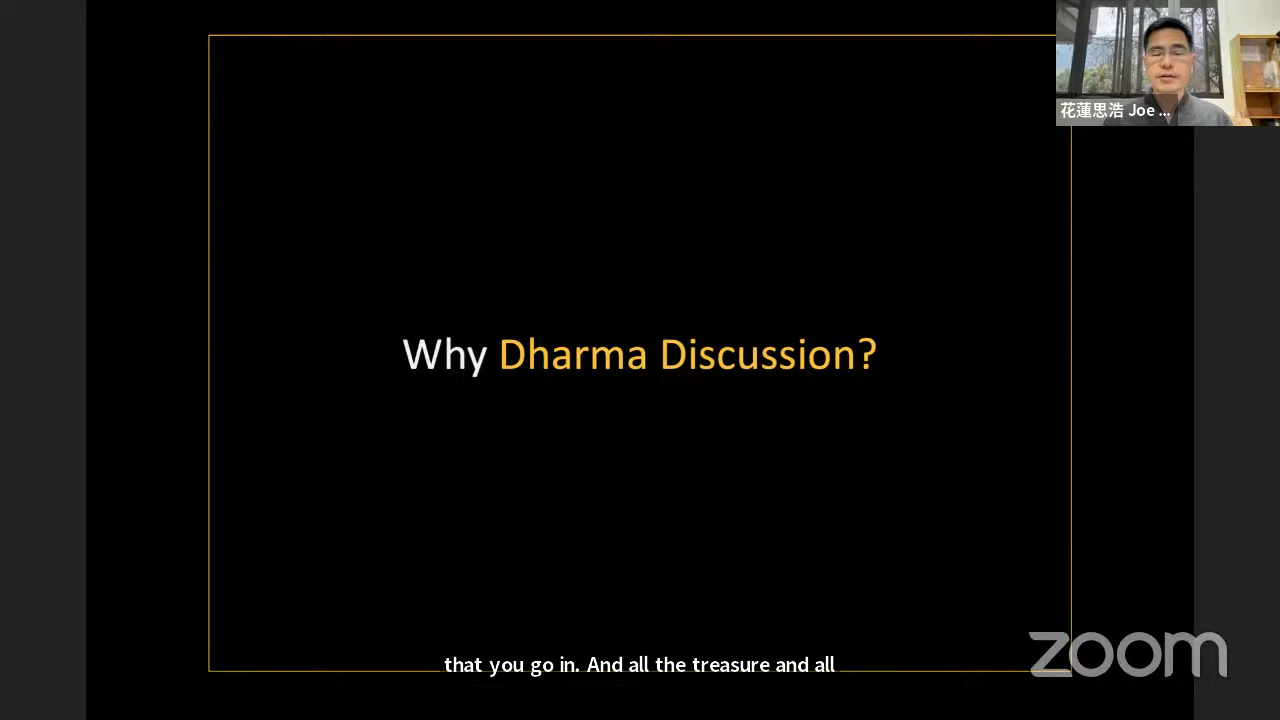 花蓮思浩 Joe ...
Why Dharma Discussion?
that you go in. And all the treasure and all
zoom